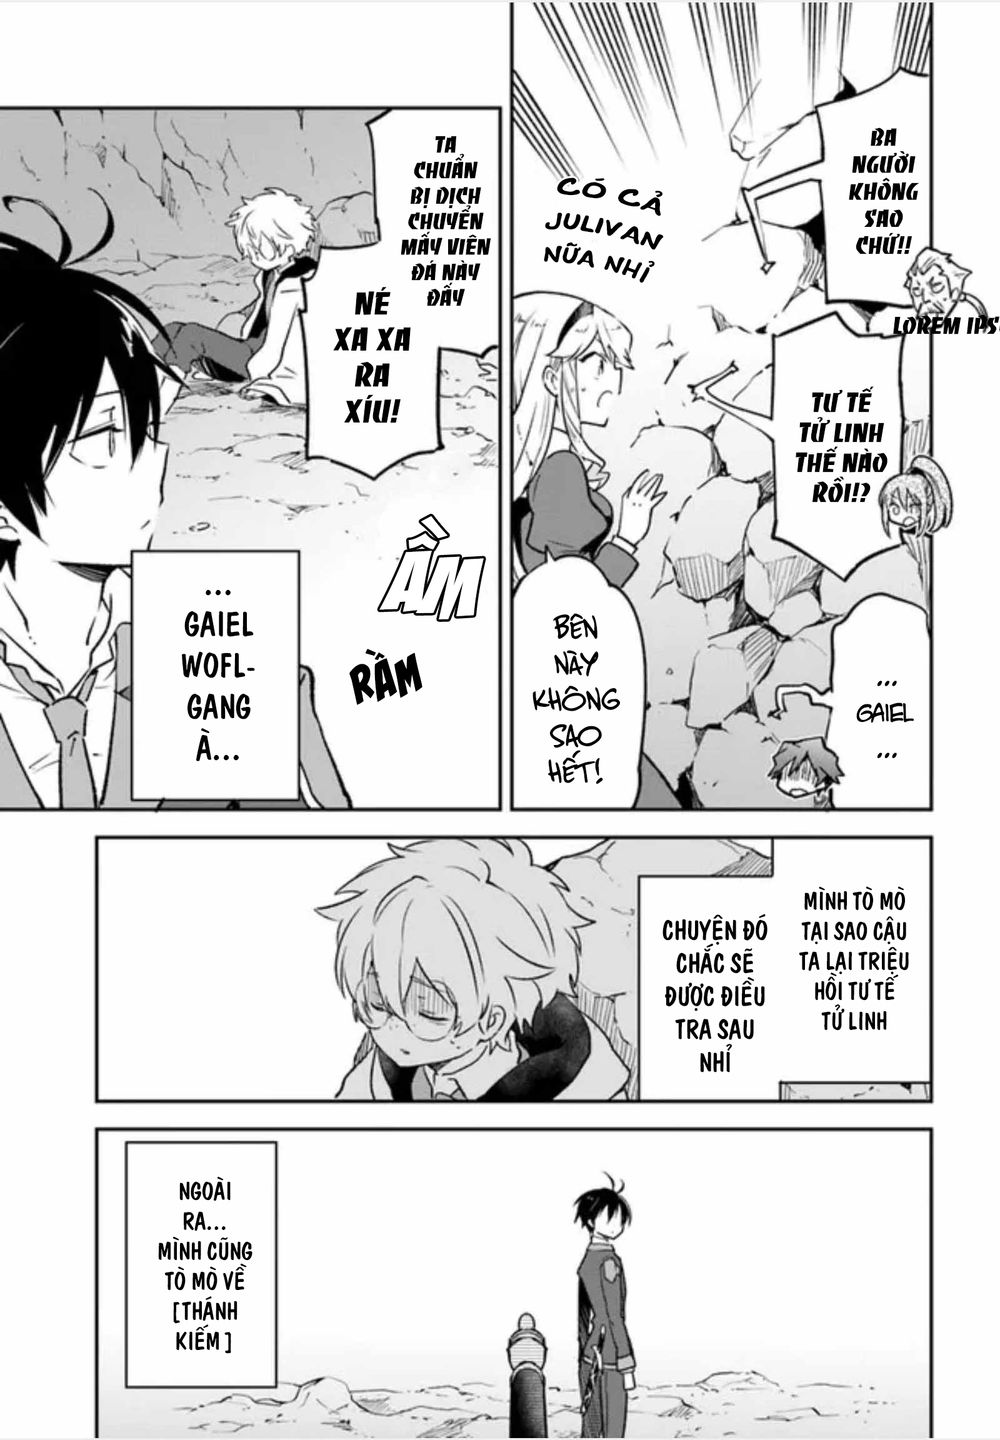 BA
NGƯỜI
KHÔNG
SAO
CHỨ!!
LOREM IPS
CÓ CẢ
JULIVAN
NỮA NHỈ
TƯ TẾ
TỬ LINH
THẾ NÀO
RỒI!?
BÊN
NÀY
KHÔNG
SAO
HẾT!
...
GAIEL
...
TA
CHUẨN
BỊ DỊCH
CHUYỂN
MẤY VIÊN
ĐÁ NÀY
ĐẤY
NÉ
XA XA
RA
XÍU!
ẦM
RẦM
...
GAIEL
WOFL-
GANG
À...
MÌNH TÒ MÒ
TẠI SAO CẬU
TA LẠI TRIỆU
HỒI TƯ TẾ
TỬ LINH
CHUYỆN ĐÓ
CHẮC SẼ
ĐƯỢC ĐIỀU
TRA SAU
NHỈ
NGOÀI
RA...
MÌNH CŨNG
TÒ MÒ VỀ
[THÁNH
KIẾM]